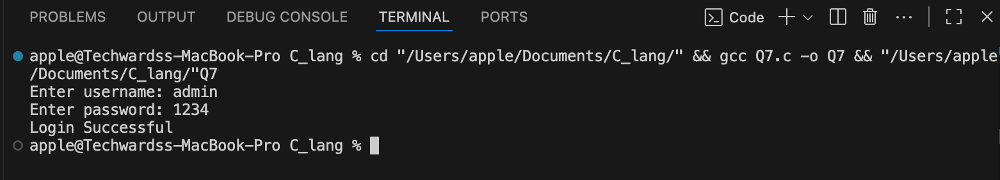 PROBLEMS OUTPUT DEBUG CONSOLE TERMINAL PORTS Code
apple@Techwardss-MacBook-Pro C_lang % cd "/Users/apple/Documents/C_lang/" && gcc Q7.c -o Q7 && "/Users/apple
/Documents/C_lang/"Q7
Enter username: admin
Enter password: 1234
Login Successful
apple@Techwardss-MacBook-Pro C_lang %